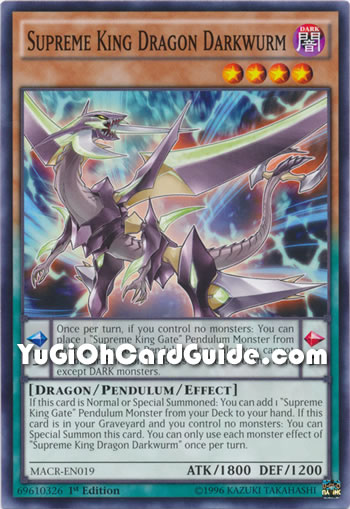 SUPREME KING DRAGON DARKWURM
DARK
闇
Once per turn, if you control no monsters: You can
place 1 "Supreme King Gate" Pendulum Monster from
YuGiOhCardGuide.com
except DARK monsters.
[DRAGON/PENDULUM/EFFECT]
If this card is Normal or Special Summoned: You can add 1 "Supreme
King Gate" Pendulum Monster from your Deck to your hand. If this
card is in your Graveyard and you control no monsters: You can
Special Summon this card. You can only use each monster effect of
"Supreme King Dragon Darkwurm" once per turn.
MACR-EN019 ATK/1800 DEF/1200
69610326 1st Edition ©1996 KAZUKI TAKAHASHI